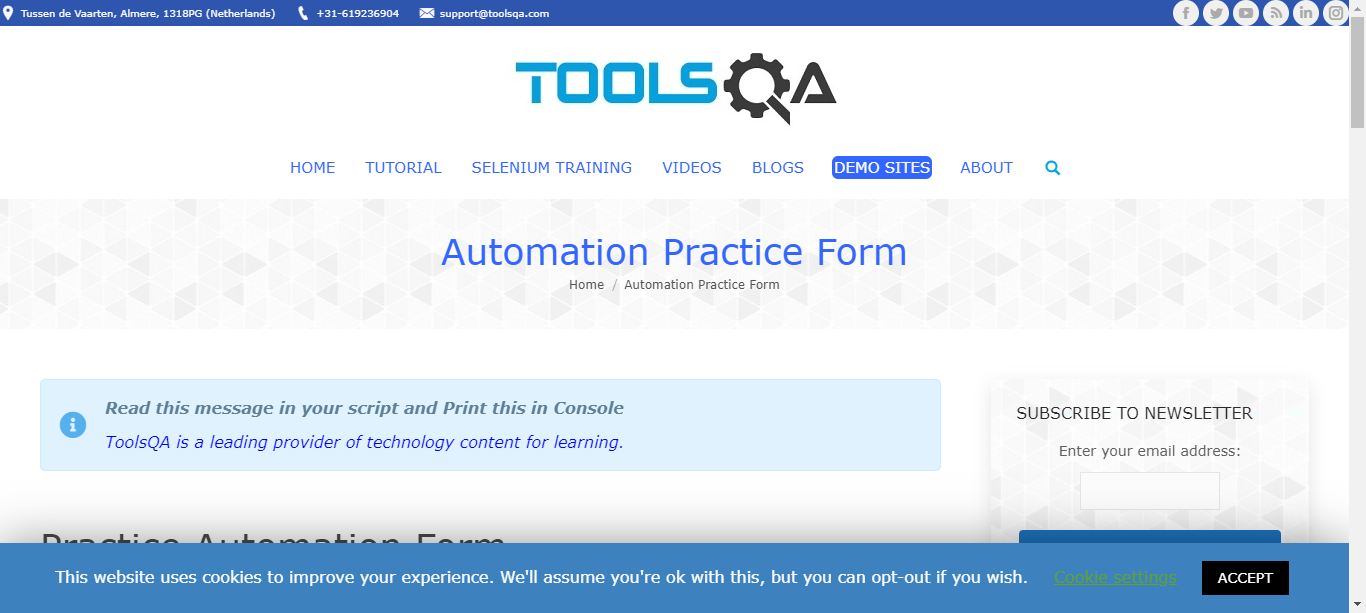 Tussen de Vaarten, Almere, 1318PG (Netherlands) +31-619236904 support@toolsqa.com
TOOLSQA
HOME TUTORIAL SELENIUM TRAINING VIDEOS BLOGS DEMO SITES ABOUT
Automation Practice Form
Home / Automation Practice Form
Read this message in your script and Print this in Console
ToolsQA is a leading provider of technology content for learning.
SUBSCRIBE TO NEWSLETTER
Enter your email address:
Practice Automation Form
This website uses cookies to improve your experience. We'll assume you're ok with this, but you can opt-out if you wish. Cookie settings ACCEPT